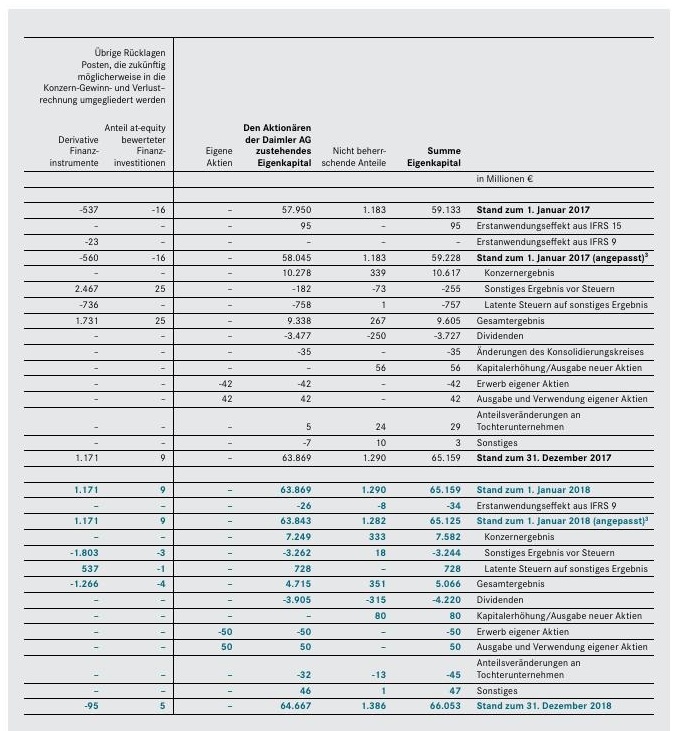 Übrige Rücklagen
Posten, die zukünftig
möglicherweise in die
Konzern-Gewinn- und Verlust–
rechnung umgegliedert werden
Derivative
Finanz-
instrumente
Anteil at-equity
bewerteter
Finanz-
investitionen
Eigene
Aktien
Den Aktionären
der Daimler AG
zustehendes
Eigenkapital
Nicht beherr-
schende Anteile
Summe
Eigenkapital
in Millionen €
-537 -16 – 57.950 1.183 59.133 Stand zum 1. Januar 2017
– – – 95 – 95 Erstanwendungseffekt aus IFRS 15
-23 – – – – – Erstanwendungseffekt aus IFRS 9
-560 -16 – 58.045 1.183 59.228 Stand zum 1. Januar 2017 (angepasst)³
– – – 10.278 339 10.617 Konzernergebnis
2.467 25 – -182 -73 -255 Sonstiges Ergebnis vor Steuern
-736 – – -758 1 -757 Latente Steuern auf sonstiges Ergebnis
1.731 25 – 9.338 267 9.605 Gesamtergebnis
– – – -3.477 -250 -3.727 Dividenden
– – – -35 – -35 Änderungen des Konsolidierungskreises
– – – – 56 56 Kapitalerhöhung/Ausgabe neuer Aktien
– – -42 -42 – -42 Erwerb eigener Aktien
– – 42 42 – 42 Ausgabe und Verwendung eigener Aktien
Anteilsveränderungen an
– – – 5 24 29 Tochterunternehmen
– – – -7 10 3 Sonstiges
1.171 9 – 63.869 1.290 65.159 Stand zum 31. Dezember 2017
1.171 9 – 63.869 1.290 65.159 Stand zum 1. Januar 2018
– – – -26 -8 -34 Erstanwendungseffekt aus IFRS 9
1.171 9 – 63.843 1.282 65.125 Stand zum 1. Januar 2018 (angepasst)³
– – – 7.249 333 7.582 Konzernergebnis
-1.803 -3 – -3.262 18 -3.244 Sonstiges Ergebnis vor Steuern
537 -1 – 728 – 728 Latente Steuern auf sonstiges Ergebnis
-1.266 -4 – 4.715 351 5.066 Gesamtergebnis
– – – -3.905 -315 -4.220 Dividenden
– – – – 80 80 Kapitalerhöhung/Ausgabe neuer Aktien
– – -50 -50 – -50 Erwerb eigener Aktien
– – 50 50 – 50 Ausgabe und Verwendung eigener Aktien
Anteilsveränderungen an
– – – -32 -13 -45 Tochterunternehmen
– – – 46 1 47 Sonstiges
-95 5 – 64.667 1.386 66.053 Stand zum 31. Dezember 2018